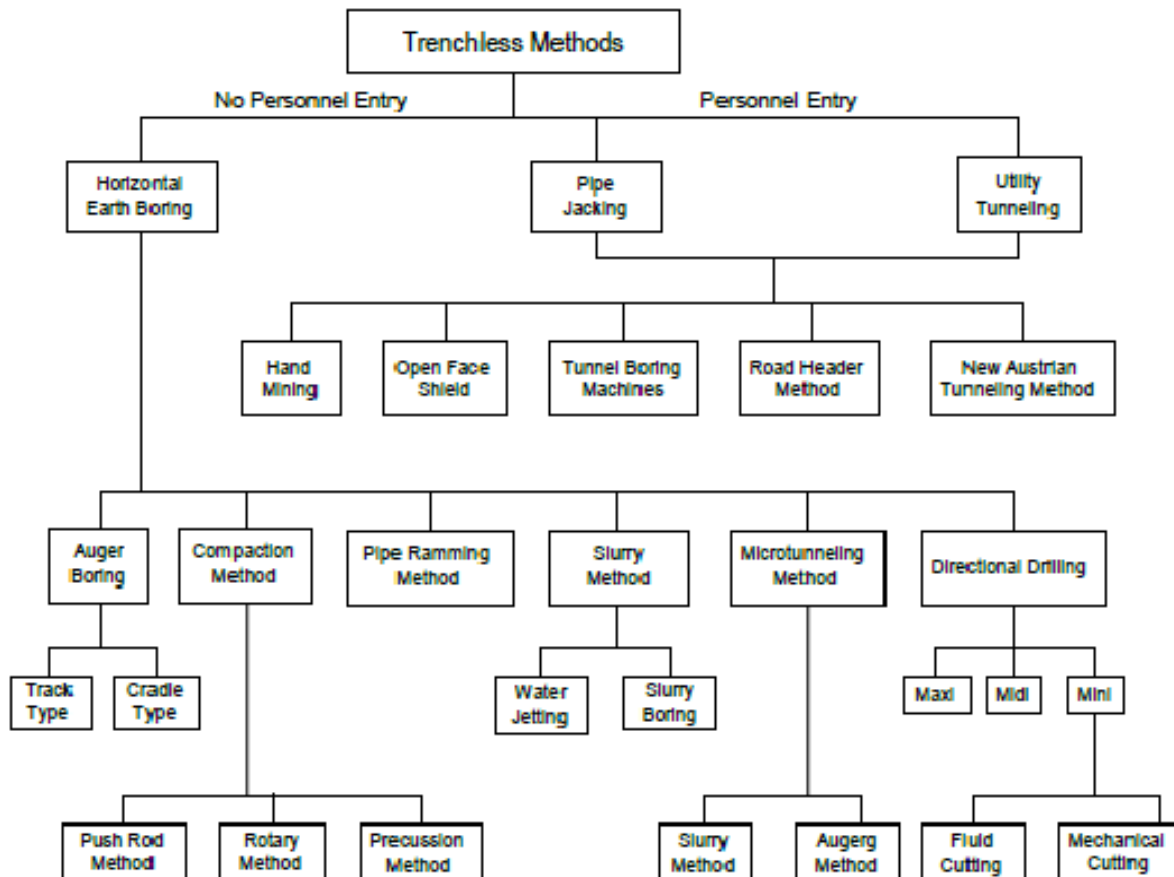 Trenchless Methods
No Personnel Entry
Personnel Entry
Horizontal
Earth Boring
Pipe
Jacking
Utility
Tunneling
Hand
Mining
Open Face
Shield
Tunnel Boring
Machines
Road Header
Method
New Austrian
Tunneling Method
Auger
Boring
Compaction
Method
Pipe Ramming
Method
Slurry
Method
Microtunneling
Method
Directional Drilling
Track
Type
Cradle
Type
Water
Jetting
Slurry
Boring
Maxi
Midi
Mini
Push Rod
Method
Rotary
Method
Precussion
Method
Slurry
Method
Augerg
Method
Fluid
Cutting
Mechanical
Cutting